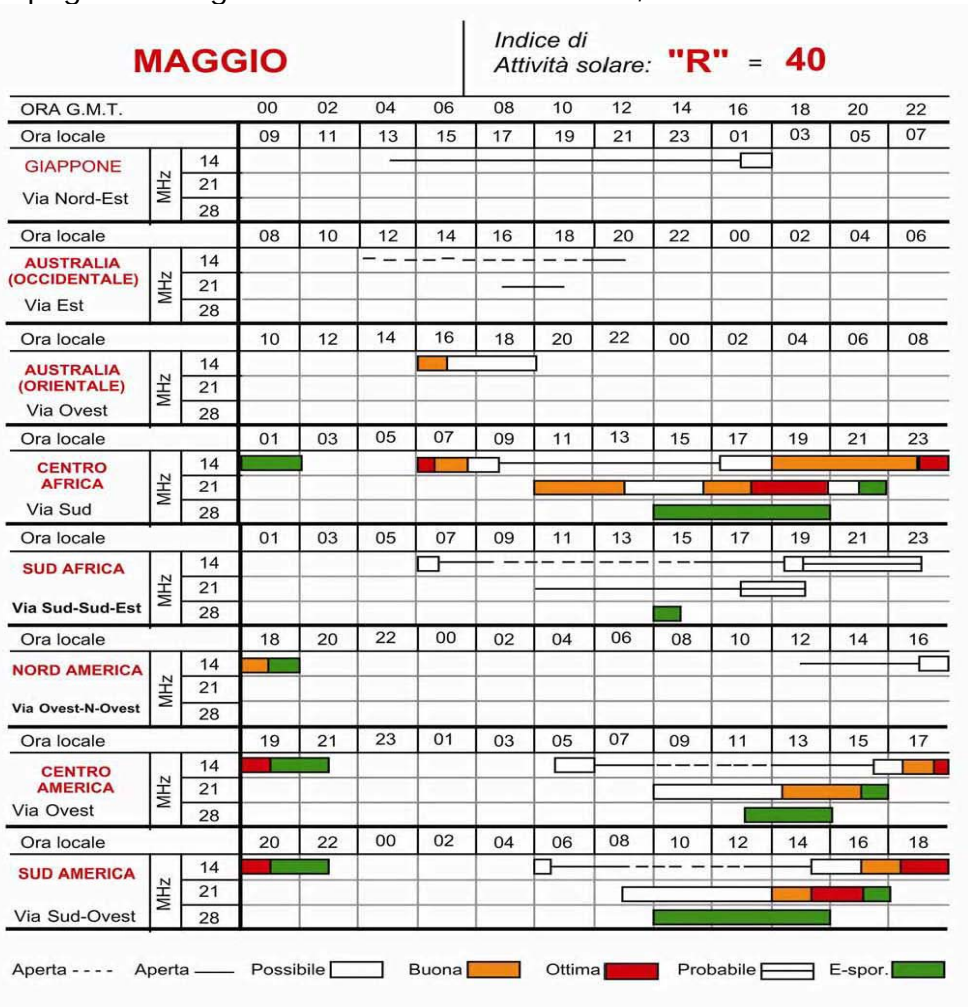 MAGGIO
Indice di
Attività solare: "R" = 40
ORA G.M.T. 00 02 04 06 08 10 12 14 16 18 20 22
Ora locale 09 11 13 15 17 19 21 23 01 03 05 07
GIAPPONE
Via Nord-Est
MHz
14
21
28
Ora locale 08 10 12 14 16 18 20 22 00 02 04 06
AUSTRALIA
(OCCIDENTALE)
Via Est
MHz
14
21
28
Ora locale 10 12 14 16 18 20 22 00 02 04 06 08
AUSTRALIA
(ORIENTALE)
Via Ovest
MHz
14
21
28
Ora locale 01 03 05 07 09 11 13 15 17 19 21 23
CENTRO
AFRICA
Via Sud
MHz
14
21
28
Ora locale 01 03 05 07 09 11 13 15 17 19 21 23
SUD AFRICA
Via Sud-Sud-Est
MHz
14
21
28
Ora locale 18 20 22 00 02 04 06 08 10 12 14 16
NORD AMERICA
Via Ovest-N-Ovest
MHz
14
21
28
Ora locale 19 21 23 01 03 05 07 09 11 13 15 17
CENTRO
AMERICA
Via Ovest
MHz
14
21
28
Ora locale 20 22 00 02 04 06 08 10 12 14 16 18
SUD AMERICA
Via Sud-Ovest
MHz
14
21
28
Aperta - - - - Aperta —— Possibile Buona Ottima Probabile E-spor.